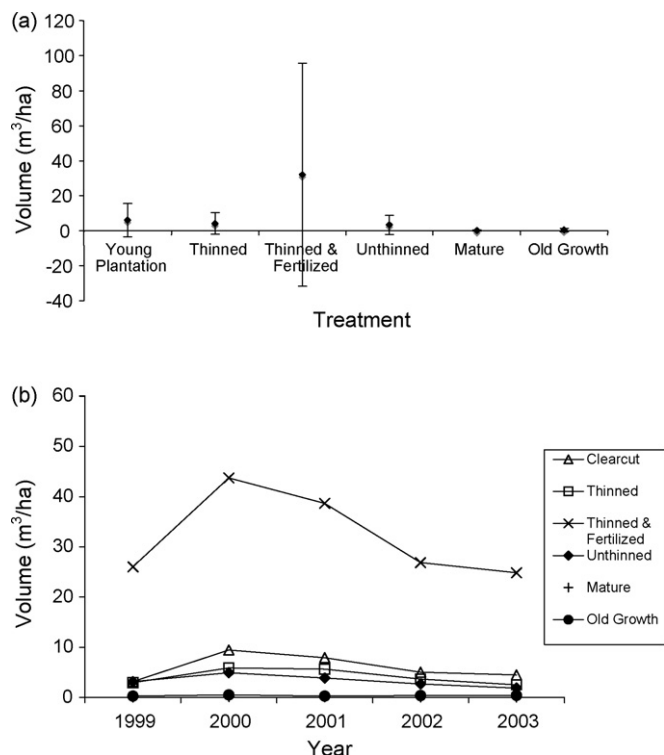 (a)
120
100
80
60
40
20
0
-20
-40
Volume (m³/ha)
Young Plantation
Thinned
Thinned & Fertilized
Unthinned
Mature
Old Growth
Treatment
(b)
60
50
40
30
20
10
0
Volume (m³/ha)
1999 2000 2001 2002 2003
Year
Clearcut
Thinned
Thinned &
Fertilized
Unthinned
Mature
Old Growth